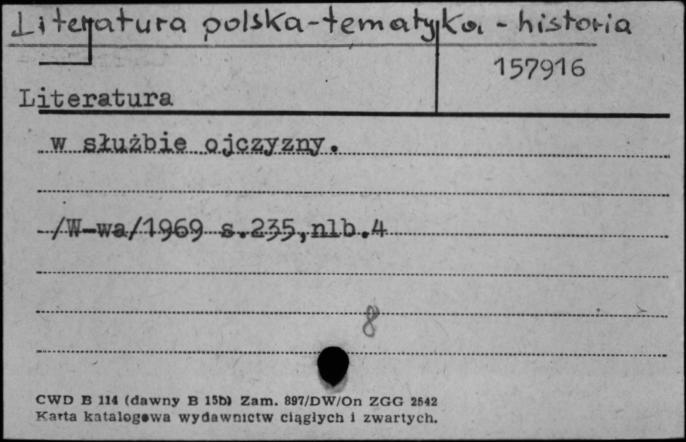 Literatura polska-tematyka - historia
157916
Literatura
w służbie ojczyzny.
/W-wa/1969 s.235,nlb.4
8
CWD B 114 (dawny B 15b) Zam. 897/DW/On ZGG 2542
Karta katalogowa wydawnictw ciągłych i zwartych.